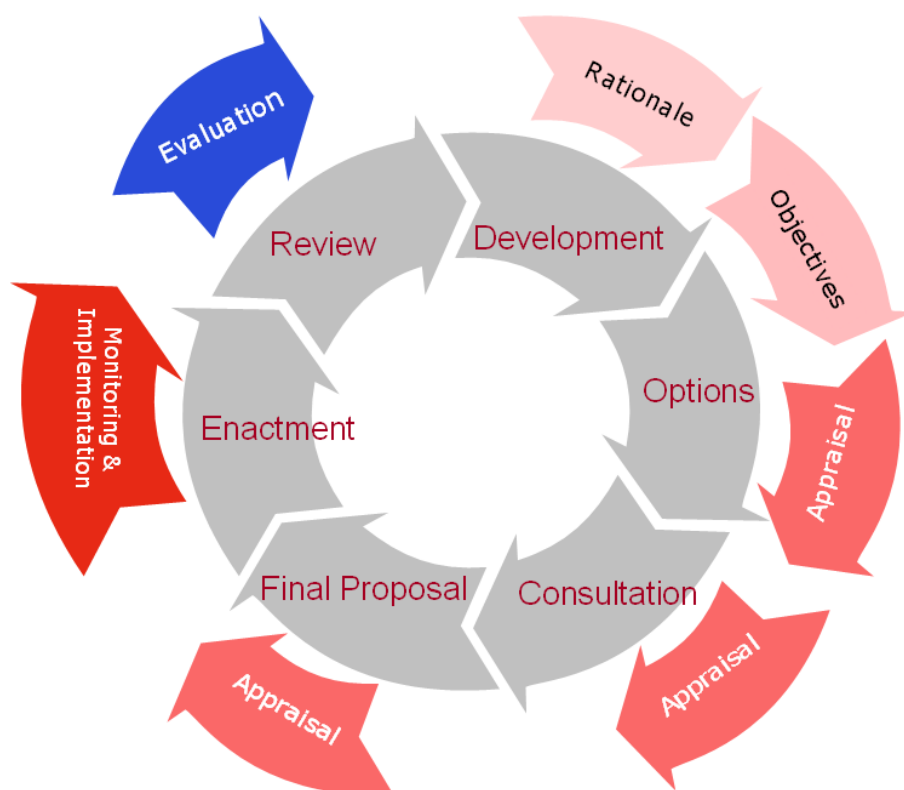 Rationale
Objectives
Appraisal
Appraisal
Appraisal
Monitoring &
Implementation
Evaluation
Development
Options
Consultation
Final Proposal
Enactment
Review